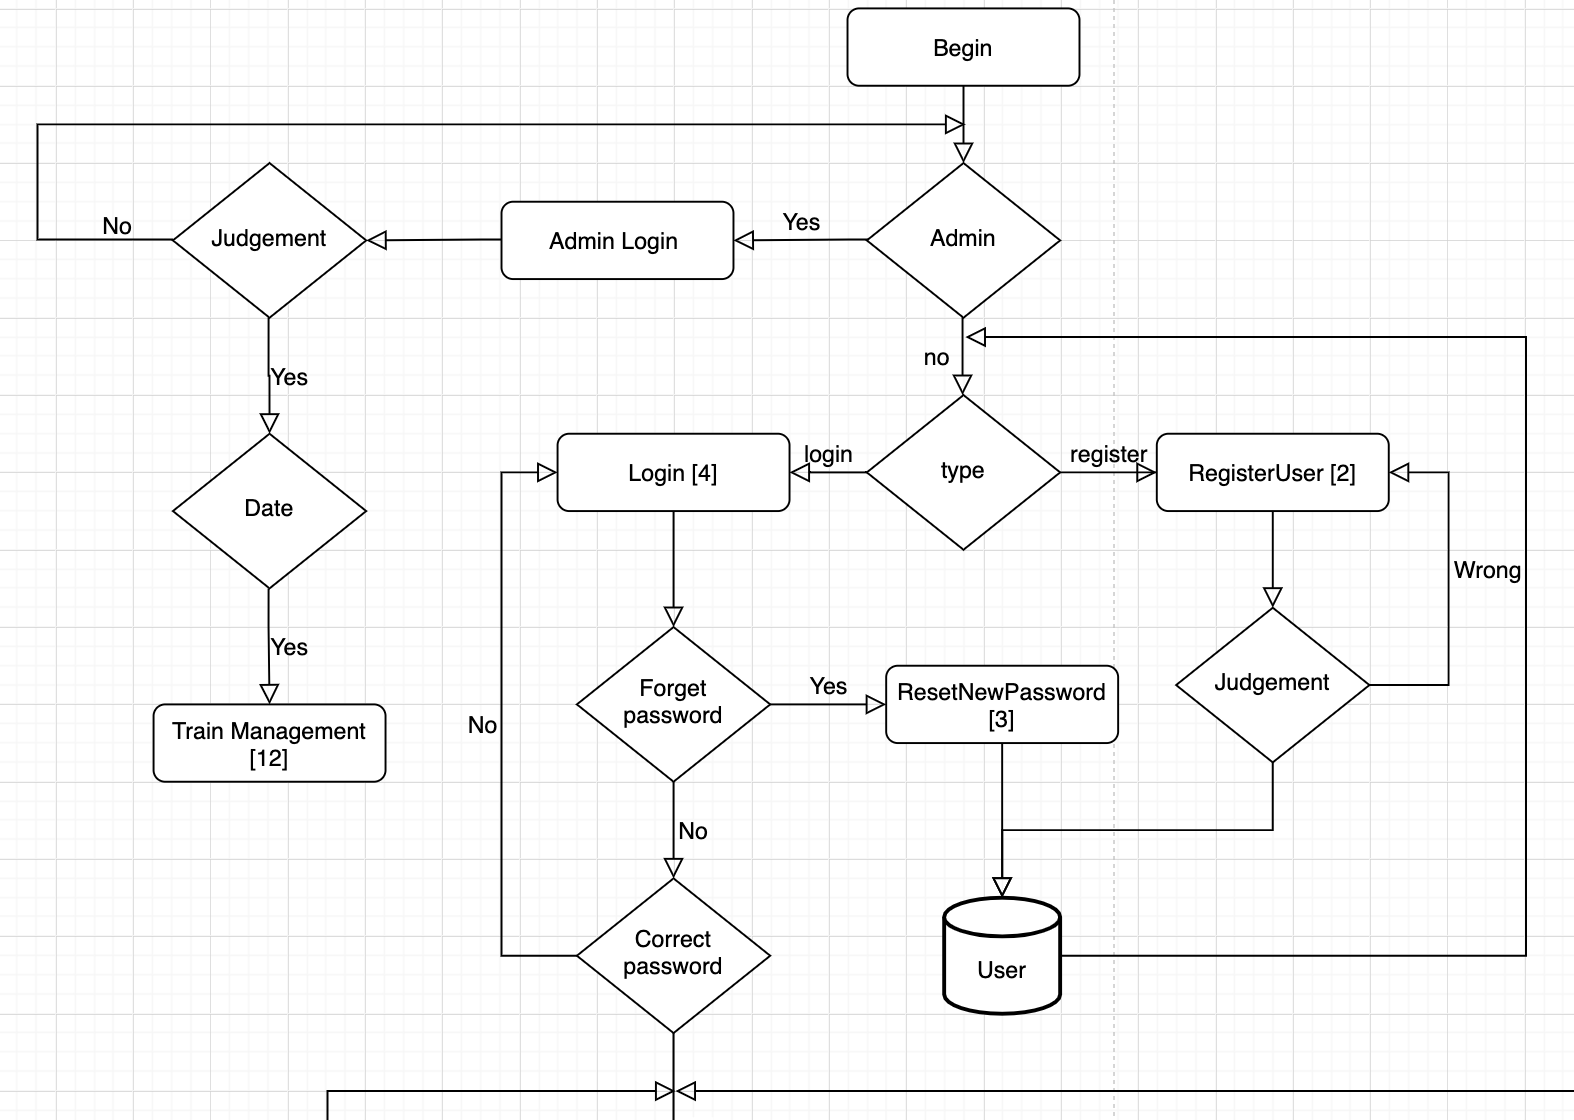 Begin
No
Judgement
Admin Login
Yes
Admin
Yes
no
Date
Login [4]
login
type
register
RegisterUser [2]
Wrong
Yes
Train Management
[12]
No
Forget
password
Yes
ResetNewPassword
[3]
Judgement
No
Correct
password
User